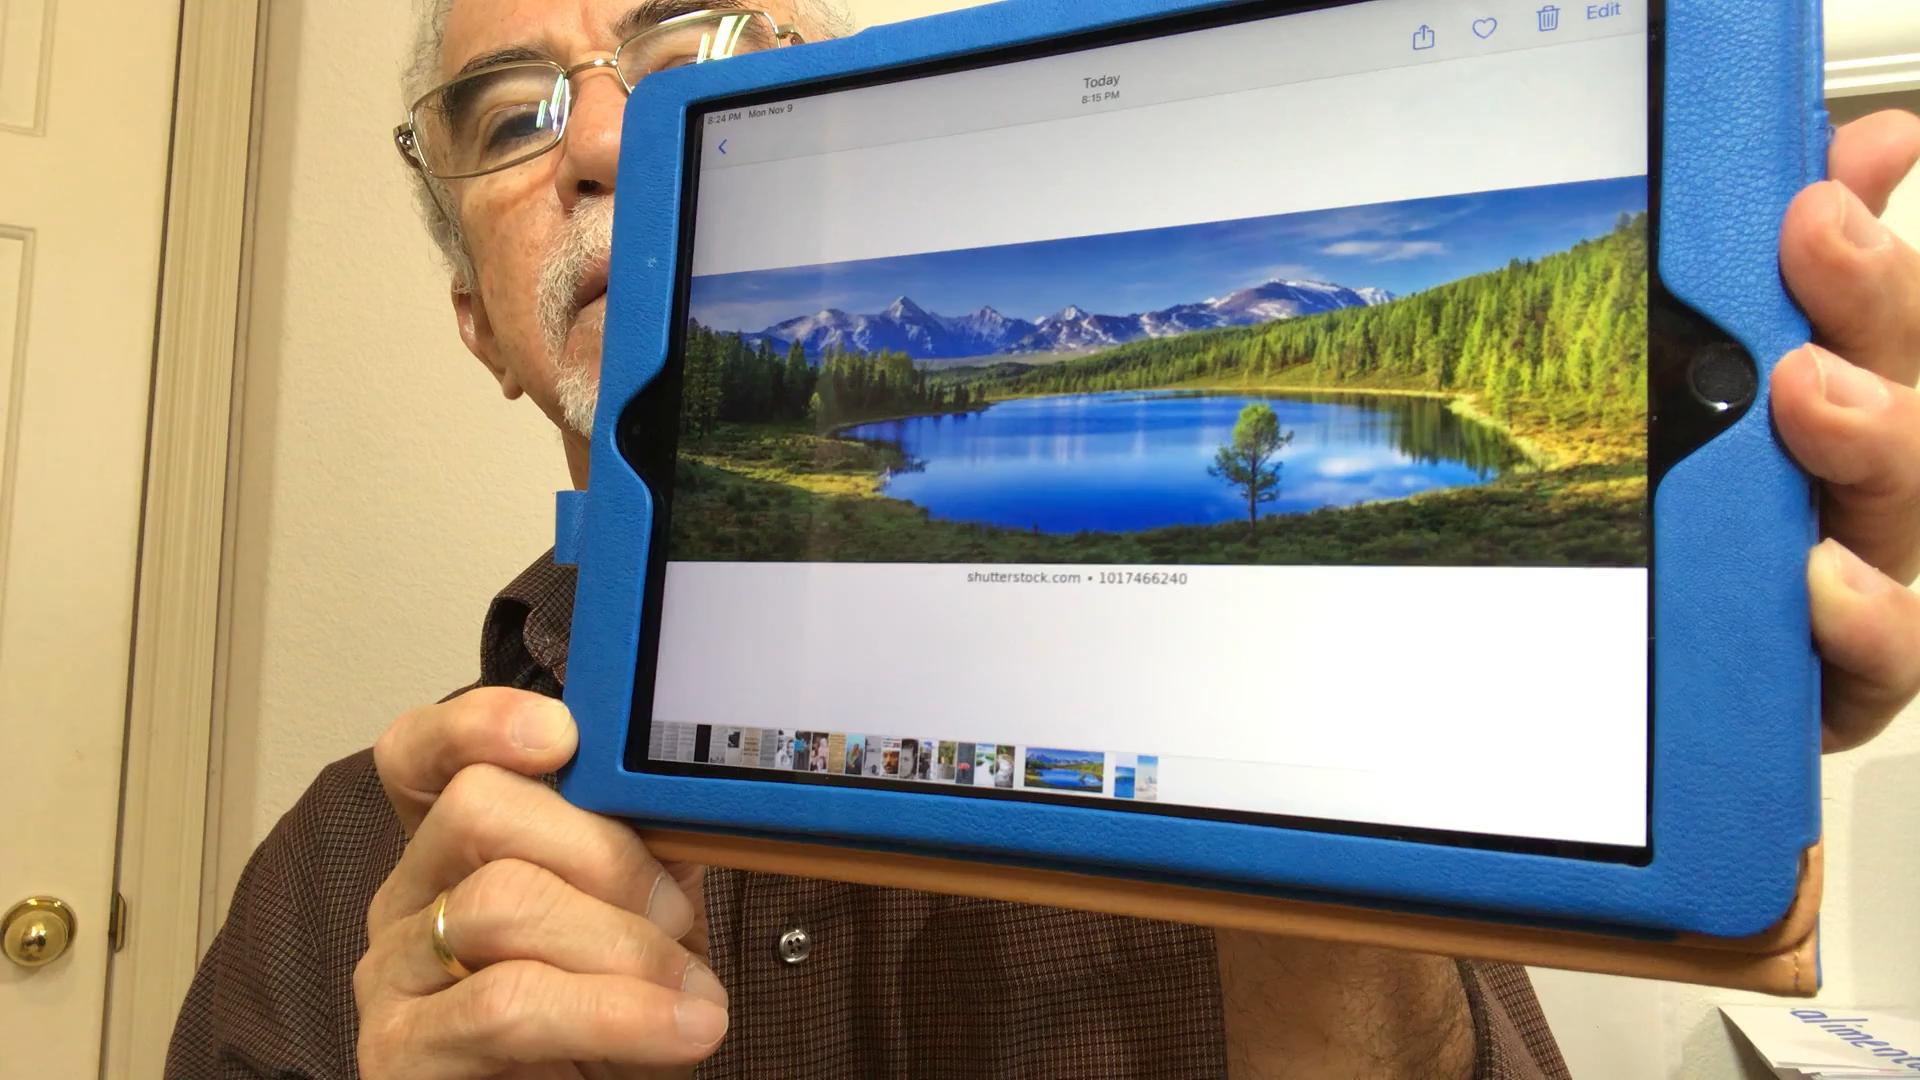 Edit
Today
8:15 PM
8:24 PM Mon Nov 9
shutterstock.com • 1017466240